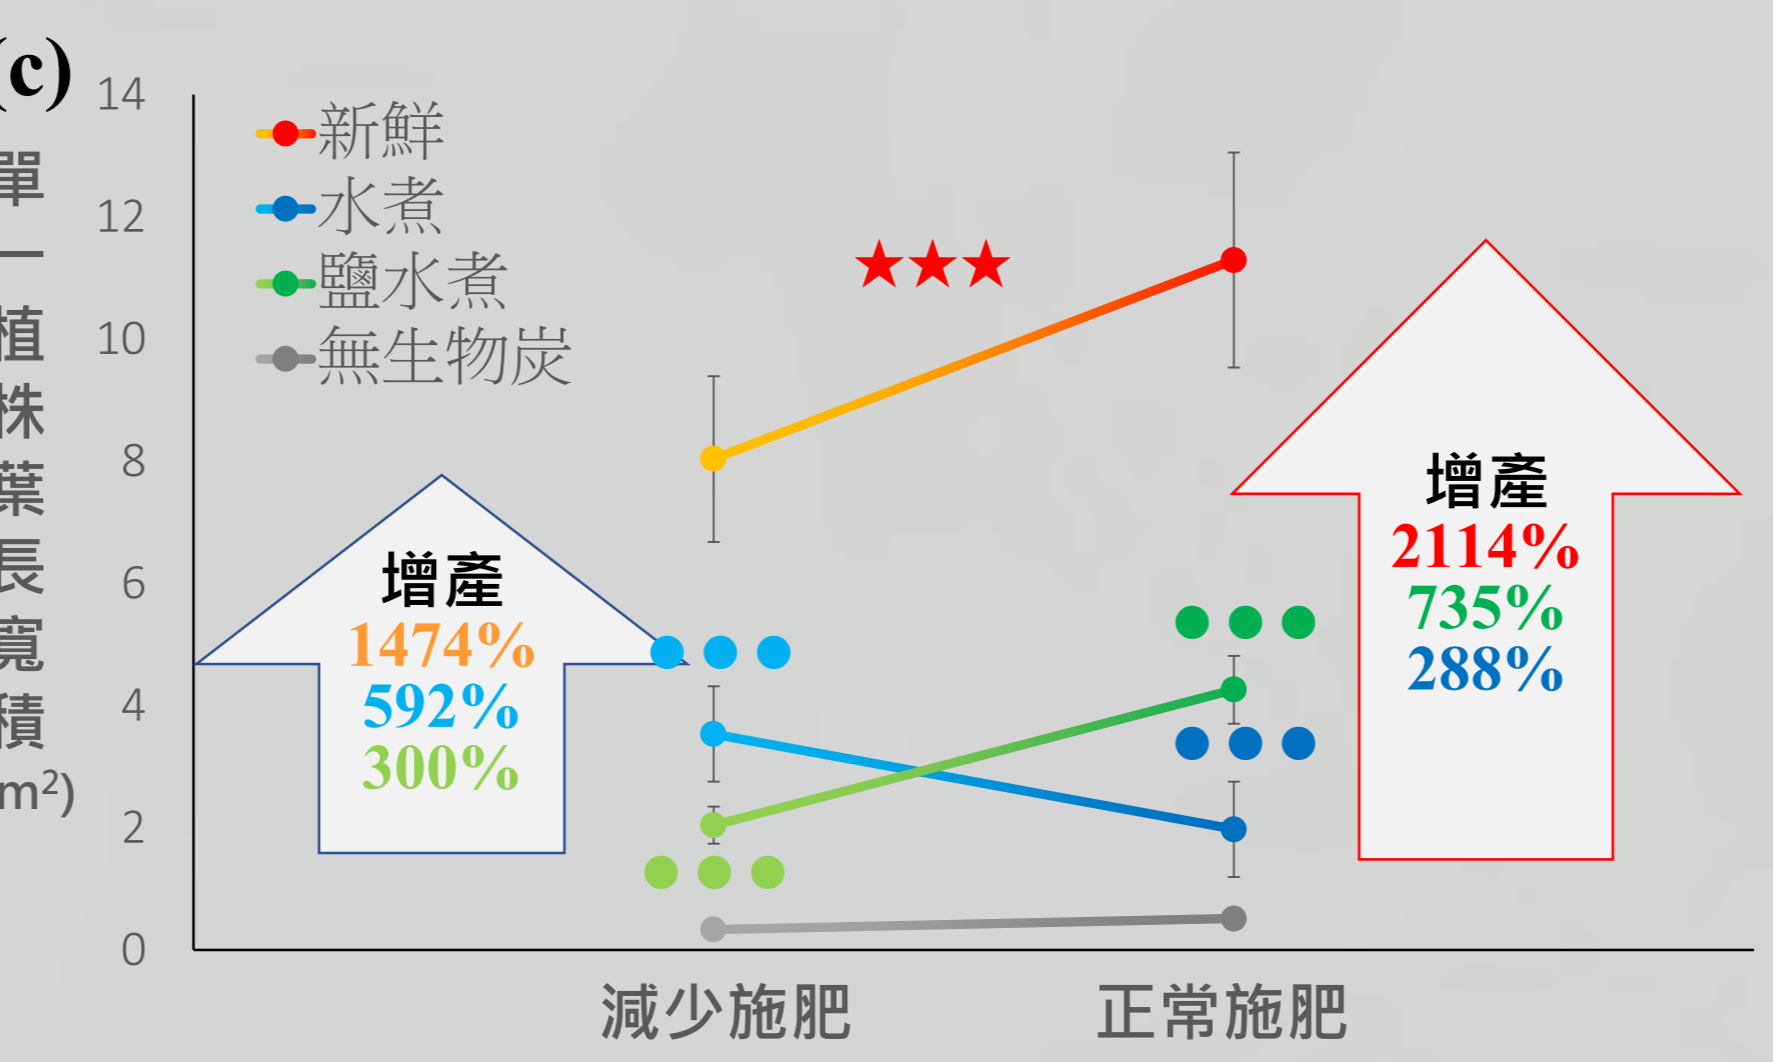 (c)
單一植株葉長寬積
m²)
14
12
10
8
6
4
2
0
新鮮
水煮
鹽水煮
無生物炭
★★★
增產
1474%
592%
300%
增產
2114%
735%
288%
減少施肥
正常施肥